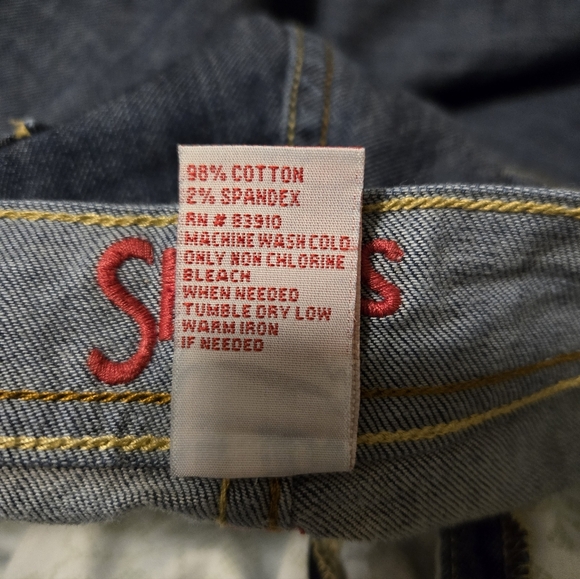 98% COTTON
2% SPANDEX
RN # 83910
MACHINE WASH COLD
ONLY NON CHLORINE
BLEACH
WHEN NEEDED
TUMBLE DRY LOW
WARM IRON
IF NEEDED